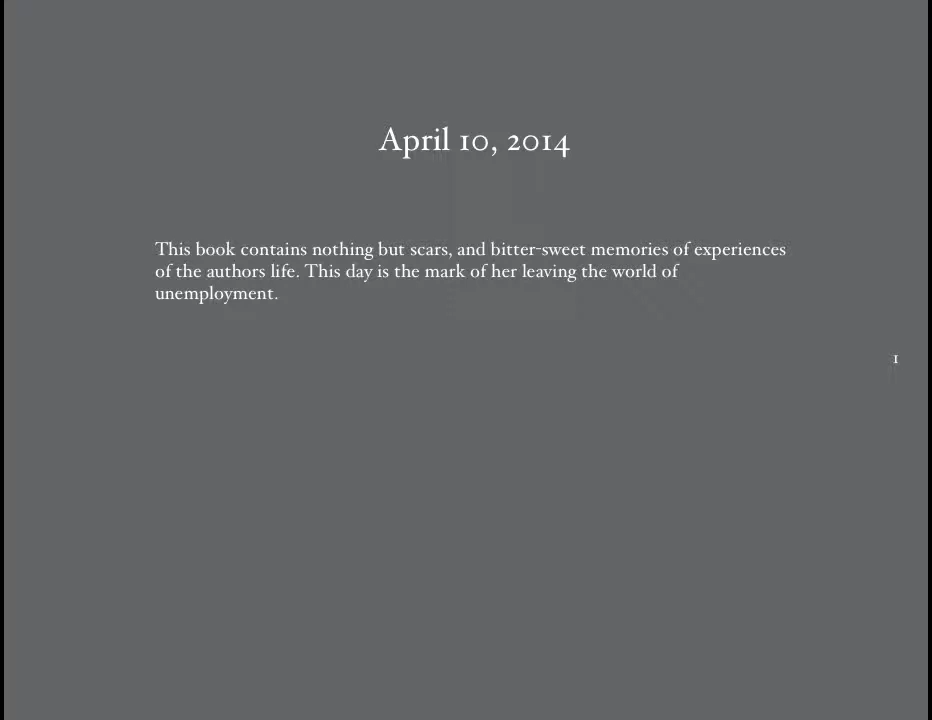 April 10, 2014
This book contains nothing but scars, and bitter-sweet memories of experiences
of the authors life. This day is the mark of her leaving the world of
unemployment.
1